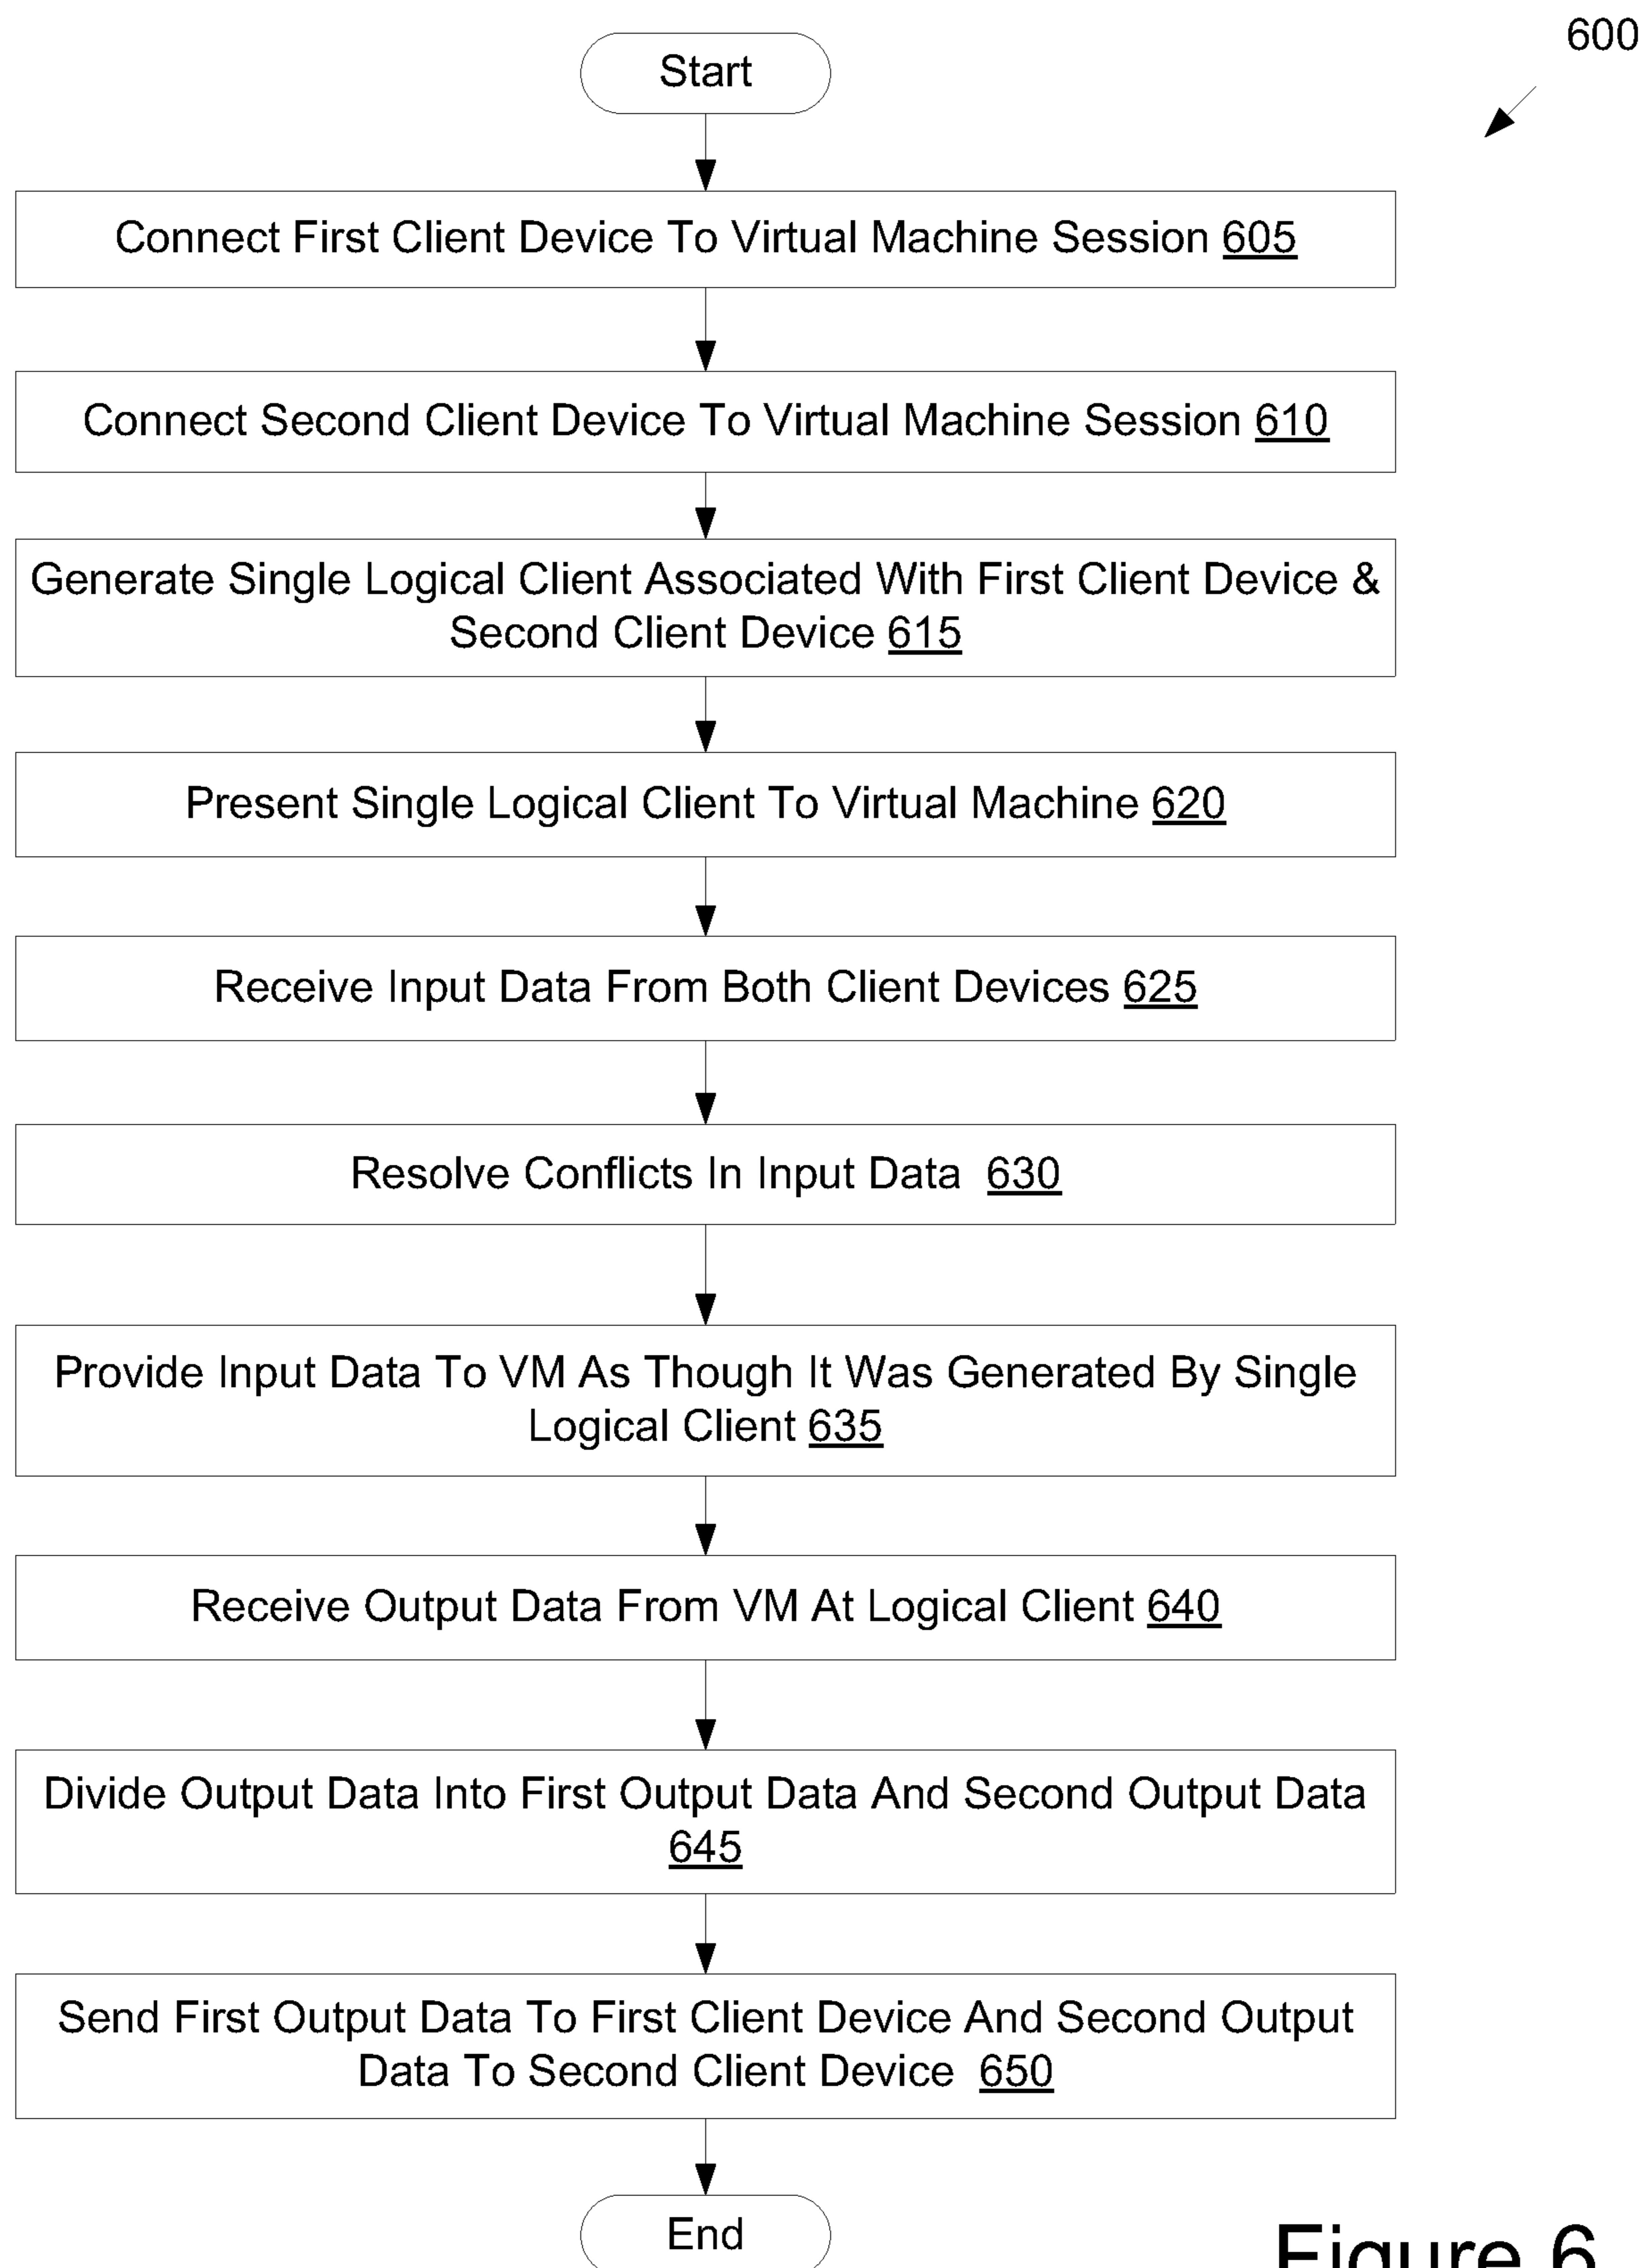 600
Start
Connect First Client Device To Virtual Machine Session 605
Connect Second Client Device To Virtual Machine Session 610
Generate Single Logical Client Associated With First Client Device &
Second Client Device 615
Present Single Logical Client To Virtual Machine 620
Receive Input Data From Both Client Devices 625
Resolve Conflicts In Input Data 630
Provide Input Data To VM As Though It Was Generated By Single
Logical Client 635
Receive Output Data From VM At Logical Client 640
Divide Output Data Into First Output Data And Second Output Data
645
Send First Output Data To First Client Device And Second Output
Data To Second Client Device 650
End
Figure 6